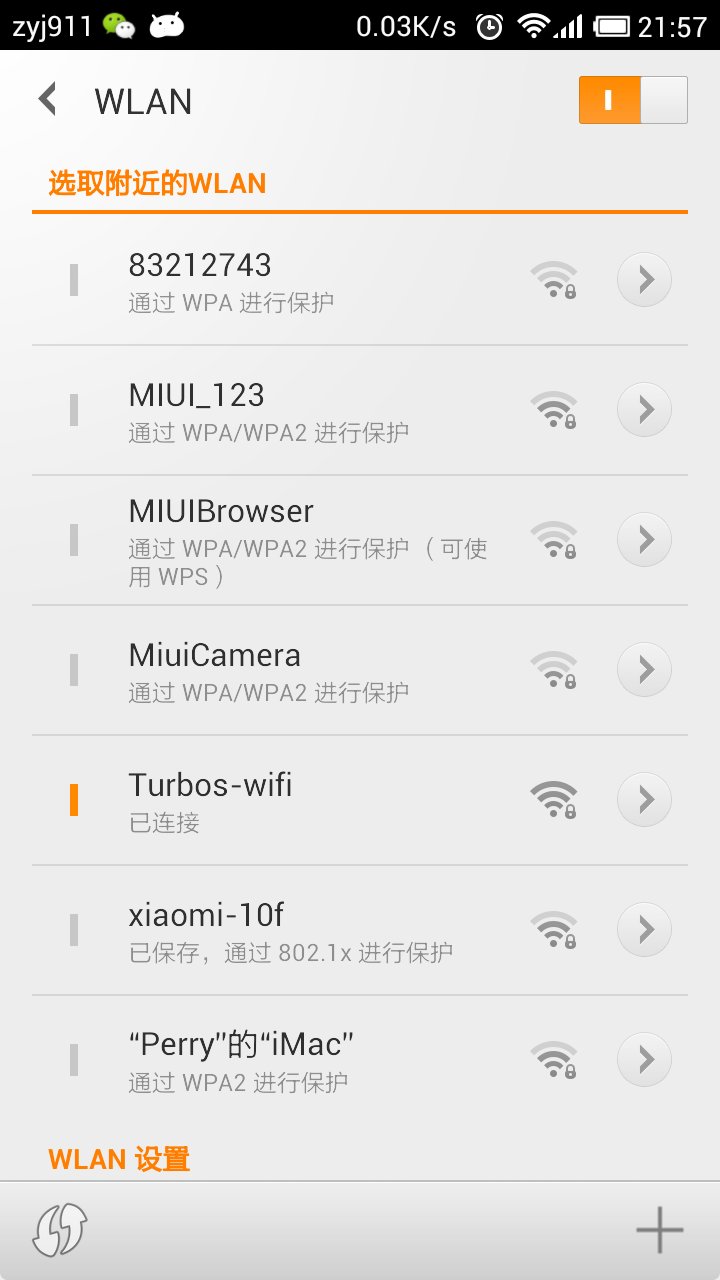 zyj911 0.03K/s 21:57
WLAN
选取附近的WLAN
83212743
通过 WPA 进行保护
MIUI_123
通过 WPA/WPA2 进行保护
MIUIBrowser
通过 WPA/WPA2 进行保护（可使
用 WPS）
MiuiCamera
通过 WPA/WPA2 进行保护
Turbos-wifi
已连接
xiaomi-10f
已保存，通过 802.1x 进行保护
“Perry”的“iMac”
通过 WPA2 进行保护
WLAN 设置